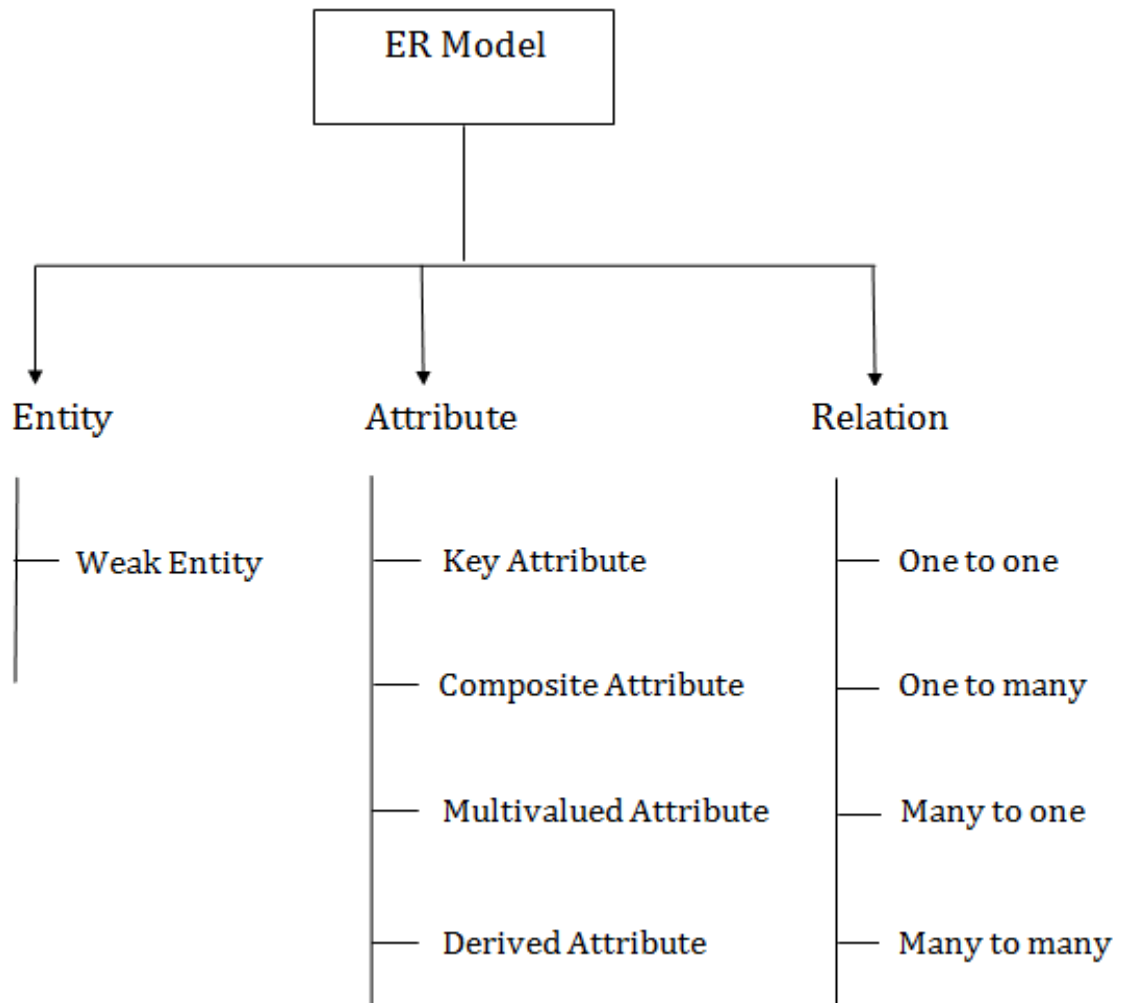 ER Model
Entity
Attribute
Relation
Weak Entity
Key Attribute
One to one
Composite Attribute
One to many
Multivalued Attribute
Many to one
Derived Attribute
Many to many